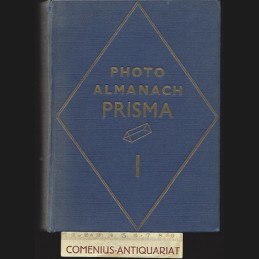 PHOTO
ALMANACH
PRISMA
I
COMENIUS-ANTIQUARIAT